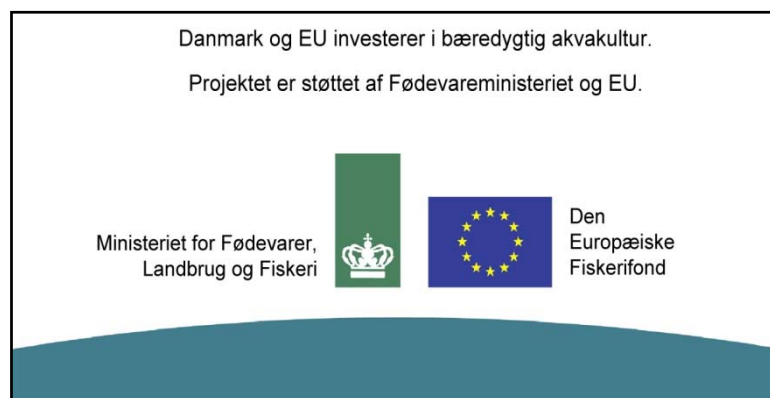 Danmark og EU investerer i bæredygtig akvakultur.
Projektet er støttet af Fødevareministeriet og EU.
Ministeriet for Fødevarer,
Landbrug og Fiskeri
Den
Europæiske
Fiskerifond